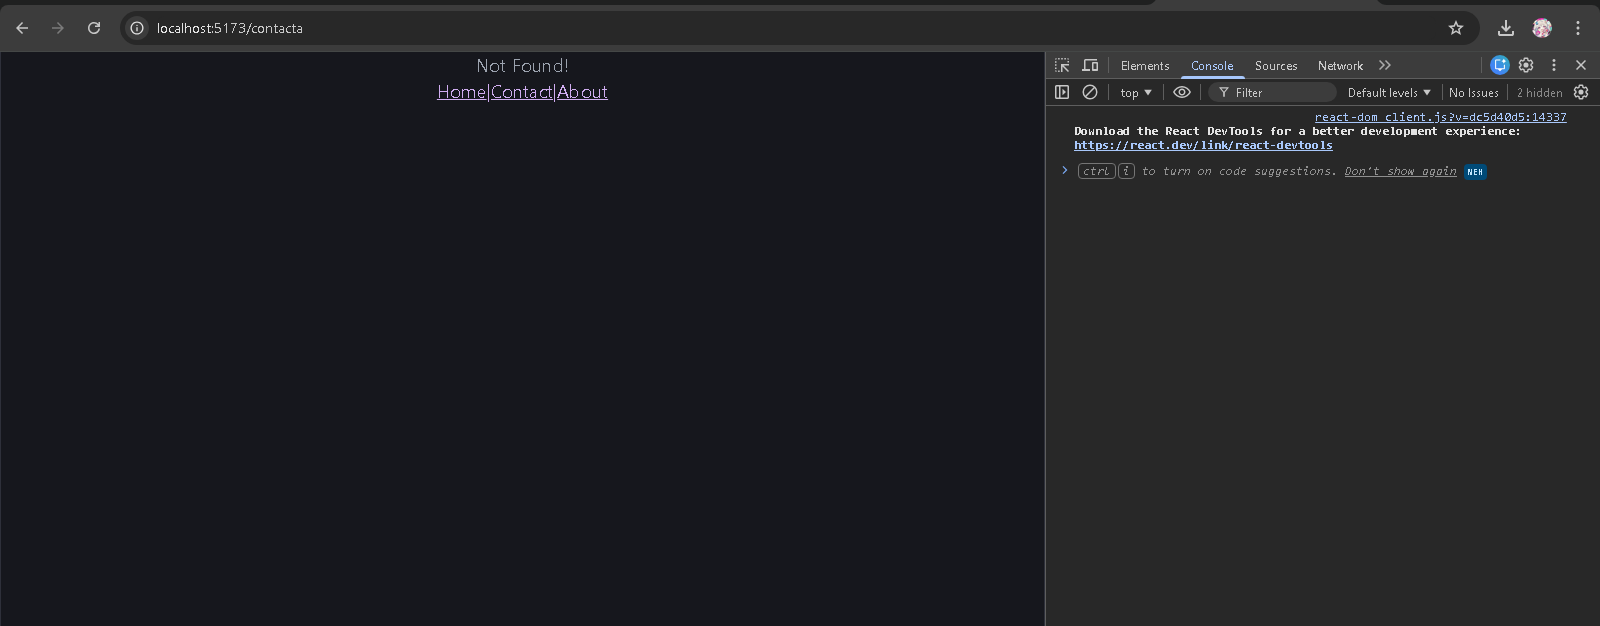 localhost:5173/contacta
Not Found!
Home|Contact|About
Elements Console Sources Network
top Filter Default levels No Issues 2 hidden
react-dom_client.js?v=dc5d40d5:14337
Download the React DevTools for a better development experience:
https://react.dev/link/react-devtools
ctrl i to turn on code suggestions. Don't show again NEW